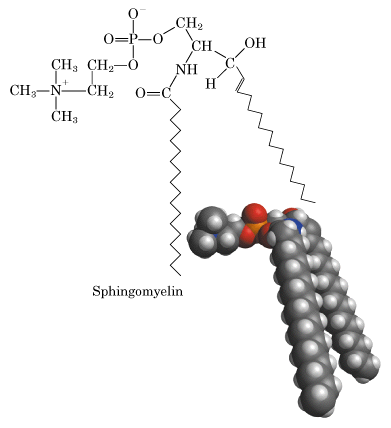 O−
O=P—O
CH2
CH
OH
CH2—O
NH
C
H
CH3
CH3—N+—CH2
O=C
CH3
Sphingomyelin